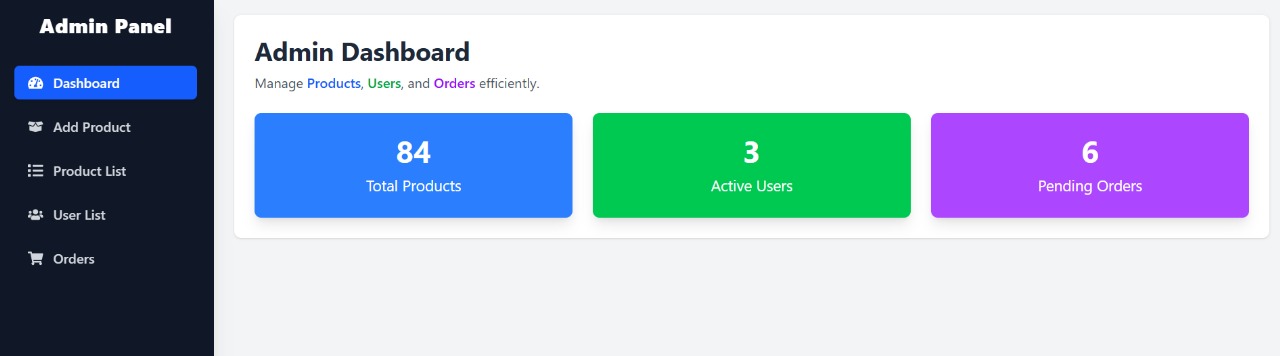 Admin Panel
Dashboard
Add Product
Product List
User List
Orders
Admin Dashboard
Manage Products, Users, and Orders efficiently.
84
Total Products
3
Active Users
6
Pending Orders